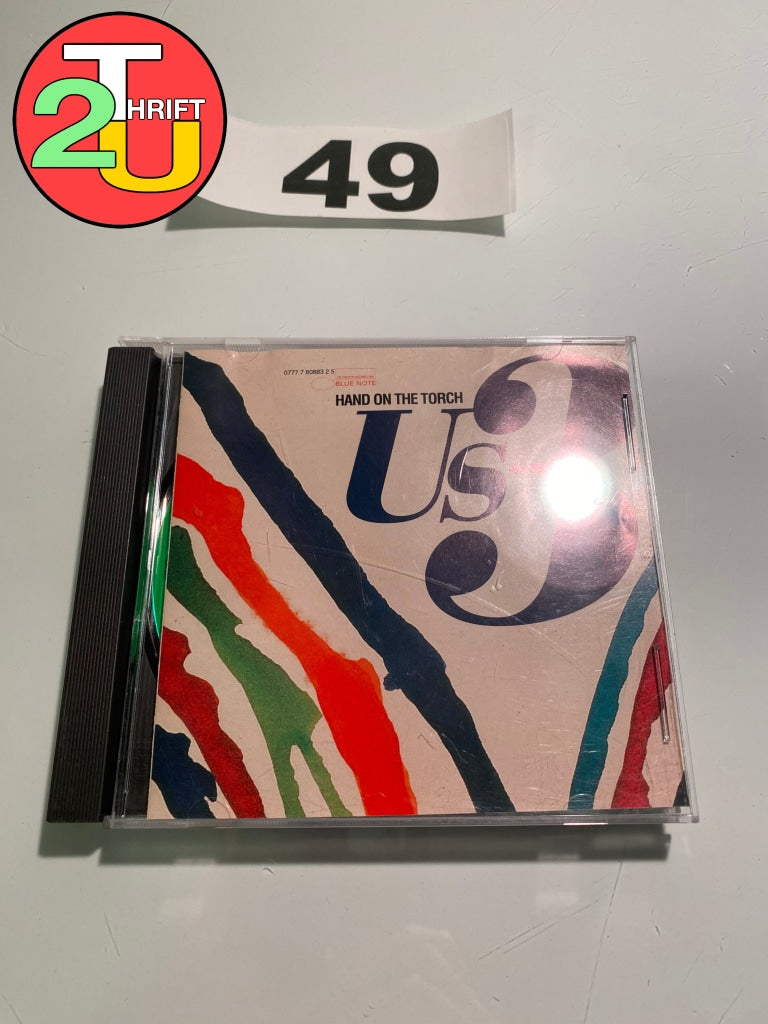 2 T HRIFT U
49
0777 7 80883 2 5
BLUE NOTE
HAND ON THE TORCH
Us3